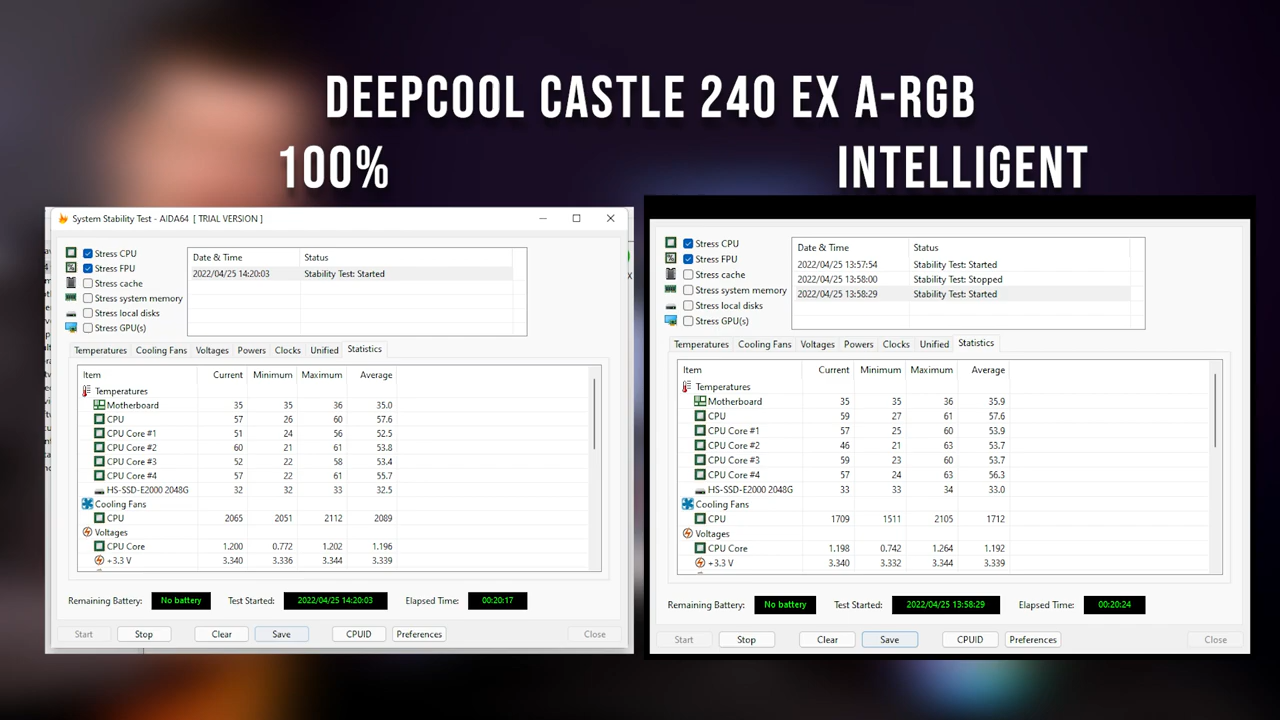 DEEPCOOL CASTLE 240 EX A-RGB
100%
INTELLIGENT
System Stability Test - AIDA64 [ TRIAL VERSION ]
Stress CPU
Stress FPU
Stress cache
Stress system memory
Stress local disks
Stress GPU(s)
Date & Time Status
2022/04/25 14:20:03 Stability Test: Started
Temperatures Cooling Fans Voltages Powers Clocks Unified Statistics
Item Current Minimum Maximum Average
Temperatures
Motherboard 35 35 36 35.0
CPU 57 26 60 57.6
CPU Core #1 51 24 56 52.5
CPU Core #2 60 21 61 53.8
CPU Core #3 52 22 58 53.4
CPU Core #4 57 22 61 55.7
HS-SSD-E2000 2048G 32 32 33 32.5
Cooling Fans
CPU 2065 2051 2112 2089
Voltages
CPU Core 1.200 0.772 1.202 1.196
+3.3 V 3.340 3.336 3.344 3.339
Remaining Battery: No battery Test Started: 2022/04/25 14:20:03 Elapsed Time: 00:20:17
Start Stop Clear Save CPUID Preferences Close
Stress CPU
Stress FPU
Stress cache
Stress system memory
Stress local disks
Stress GPU(s)
Date & Time Status
2022/04/25 13:57:54 Stability Test: Started
2022/04/25 13:58:00 Stability Test: Stopped
2022/04/25 13:58:29 Stability Test: Started
Temperatures Cooling Fans Voltages Powers Clocks Unified Statistics
Item Current Minimum Maximum Average
Temperatures
Motherboard 35 35 36 35.9
CPU 59 27 61 57.6
CPU Core #1 57 25 60 53.9
CPU Core #2 46 21 63 53.7
CPU Core #3 59 23 60 53.7
CPU Core #4 57 24 63 56.3
HS-SSD-E2000 2048G 33 33 34 33.0
Cooling Fans
CPU 1709 1511 2105 1712
Voltages
CPU Core 1.198 0.742 1.264 1.192
+3.3 V 3.340 3.332 3.344 3.339
Remaining Battery: No battery Test Started: 2022/04/25 13:58:29 Elapsed Time: 00:20:24
Start Stop Clear Save CPUID Preferences Close